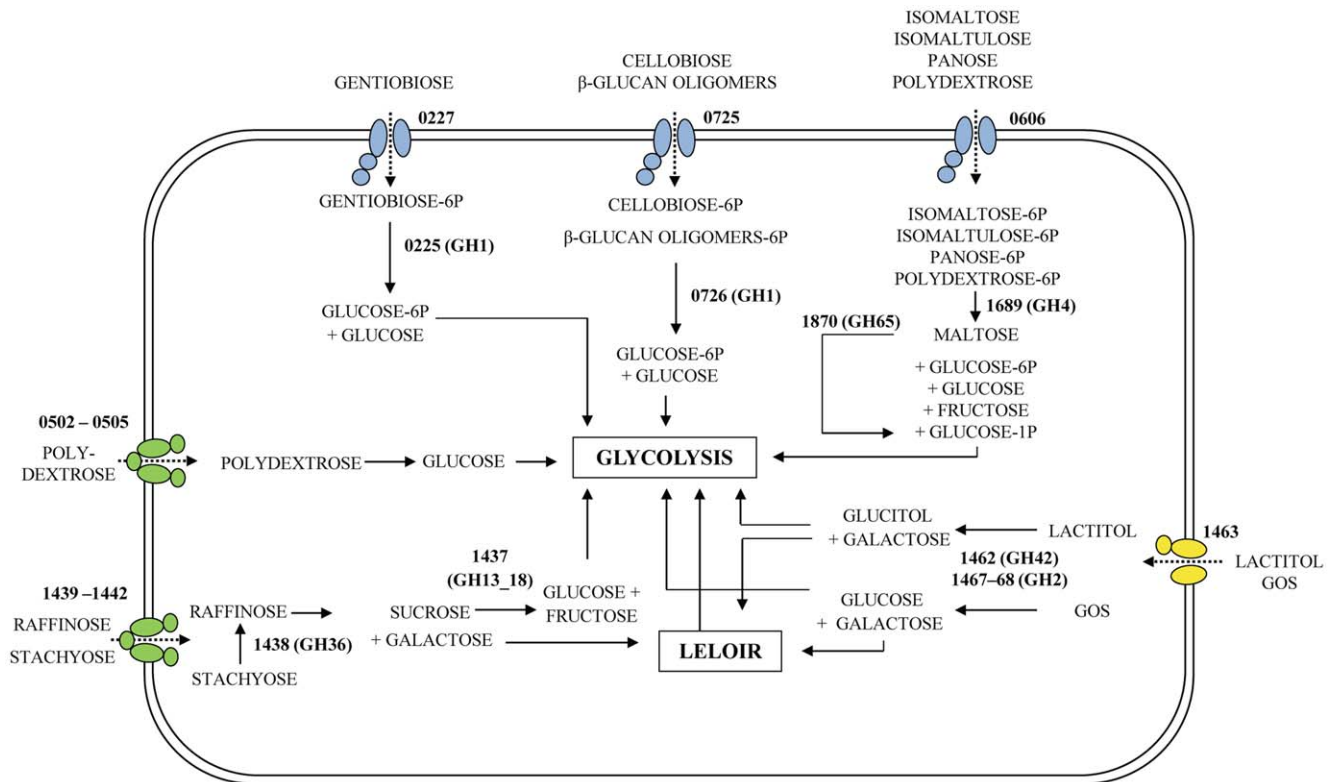 GENTIOBIOSE
0227
GENTIOBIOSE-6P
0225 (GH1)
GLUCOSE-6P
+ GLUCOSE
CELLOBIOSE
β-GLUCAN OLIGOMERS
0725
CELLOBIOSE-6P
β-GLUCAN OLIGOMERS-6P
0726 (GH1)
GLUCOSE-6P
+ GLUCOSE
ISOMALTOSE
ISOMALTULOSE
PANOSE
POLYDEXTROSE
0606
ISOMALTOSE-6P
ISOMALTULOSE-6P
PANOSE-6P
POLYDEXTROSE-6P
1689 (GH4)
1870 (GH65)
MALTOSE
+ GLUCOSE-6P
+ GLUCOSE
+ FRUCTOSE
+ GLUCOSE-1P
0502 – 0505
POLY-
DEXTROSE
POLYDEXTROSE
GLUCOSE
GLYCOLYSIS
1439 –1442
RAFFINOSE
STACHYOSE
RAFFINOSE
1438 (GH36)
STACHYOSE
SUCROSE
+ GALACTOSE
1437
(GH13_18)
GLUCOSE +
FRUCTOSE
LELOIR
GLUCITOL
+ GALACTOSE
LACTITOL
1462 (GH42)
1467–68 (GH2)
GLUCOSE
+ GALACTOSE
GOS
1463
LACTITOL
GOS